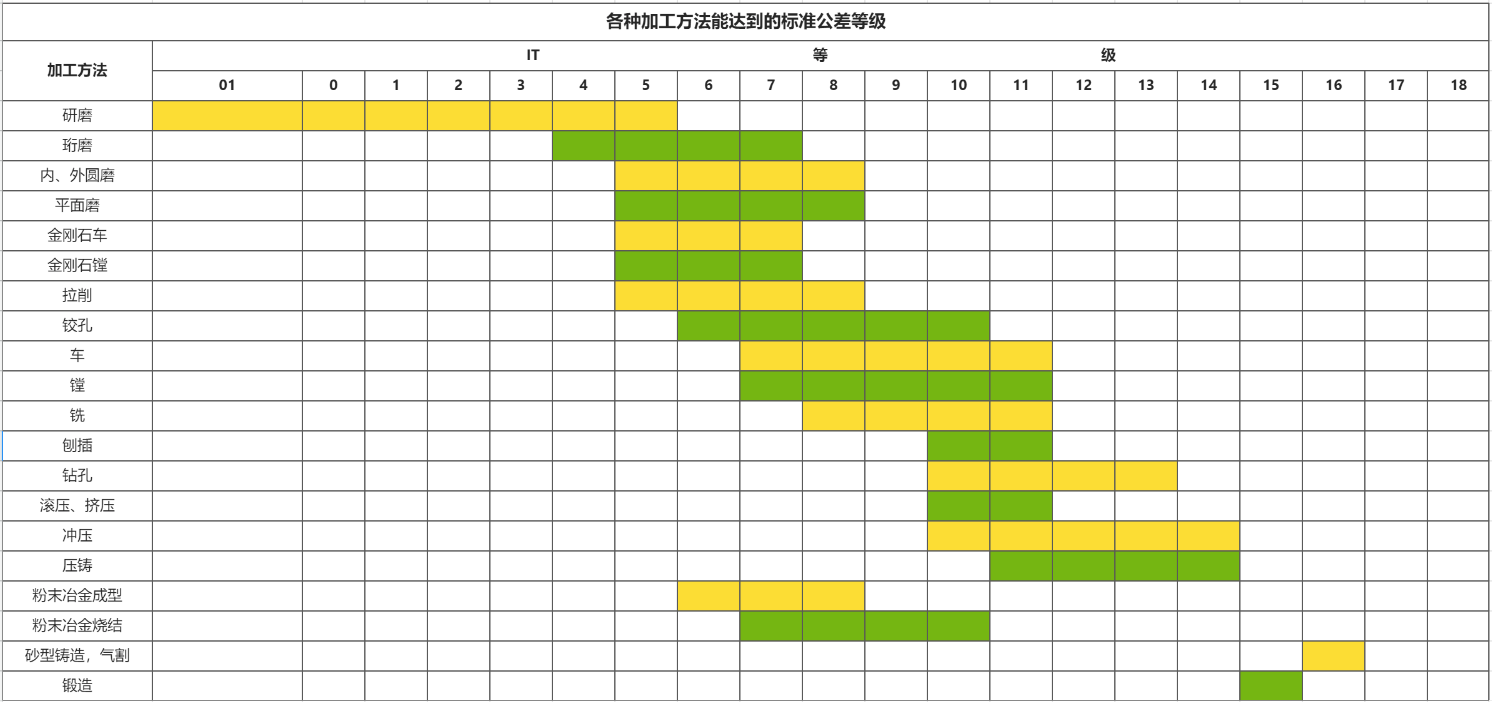 各种加工方法能达到的标准公差等级
加工方法
IT 等 级
01 0 1 2 3 4 5 6 7 8 9 10 11 12 13 14 15 16 17 18
研磨
珩磨
内、外圆磨
平面磨
金刚石车
金刚石镗
拉削
铰孔
车
镗
铣
刨插
钻孔
滚压、挤压
冲压
压铸
粉末冶金成型
粉末冶金烧结
砂型铸造，气割
锻造